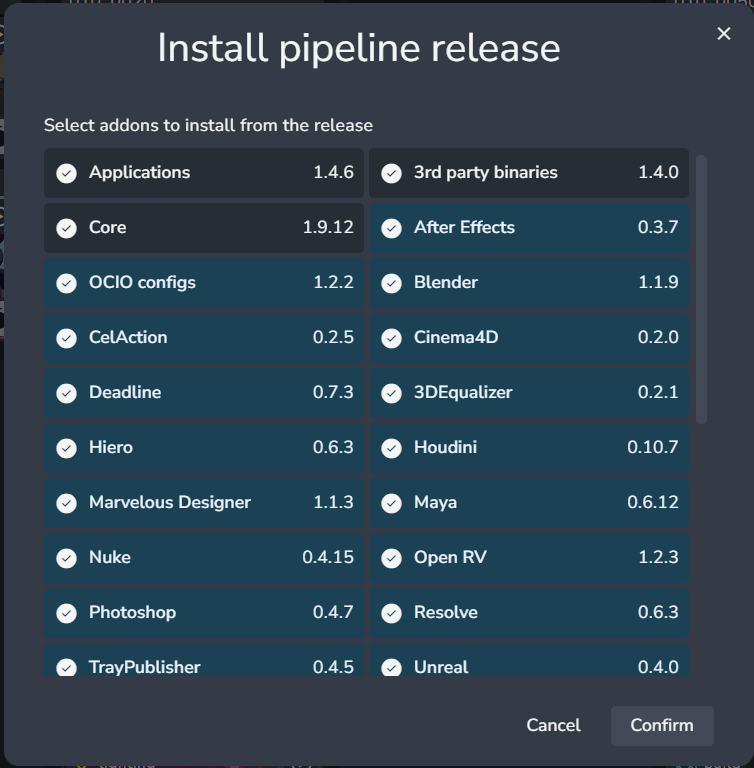 Install pipeline release
Select addons to install from the release
Applications 1.4.6 3rd party binaries 1.4.0
Core 1.9.12 After Effects 0.3.7
OCIO configs 1.2.2 Blender 1.1.9
CelAction 0.2.5 Cinema4D 0.2.0
Deadline 0.7.3 3DEqualizer 0.2.1
Hiero 0.6.3 Houdini 0.10.7
Marvelous Designer 1.1.3 Maya 0.6.12
Nuke 0.4.15 Open RV 1.2.3
Photoshop 0.4.7 Resolve 0.6.3
TrayPublisher 0.4.5 Unreal 0.4.0
Cancel Confirm